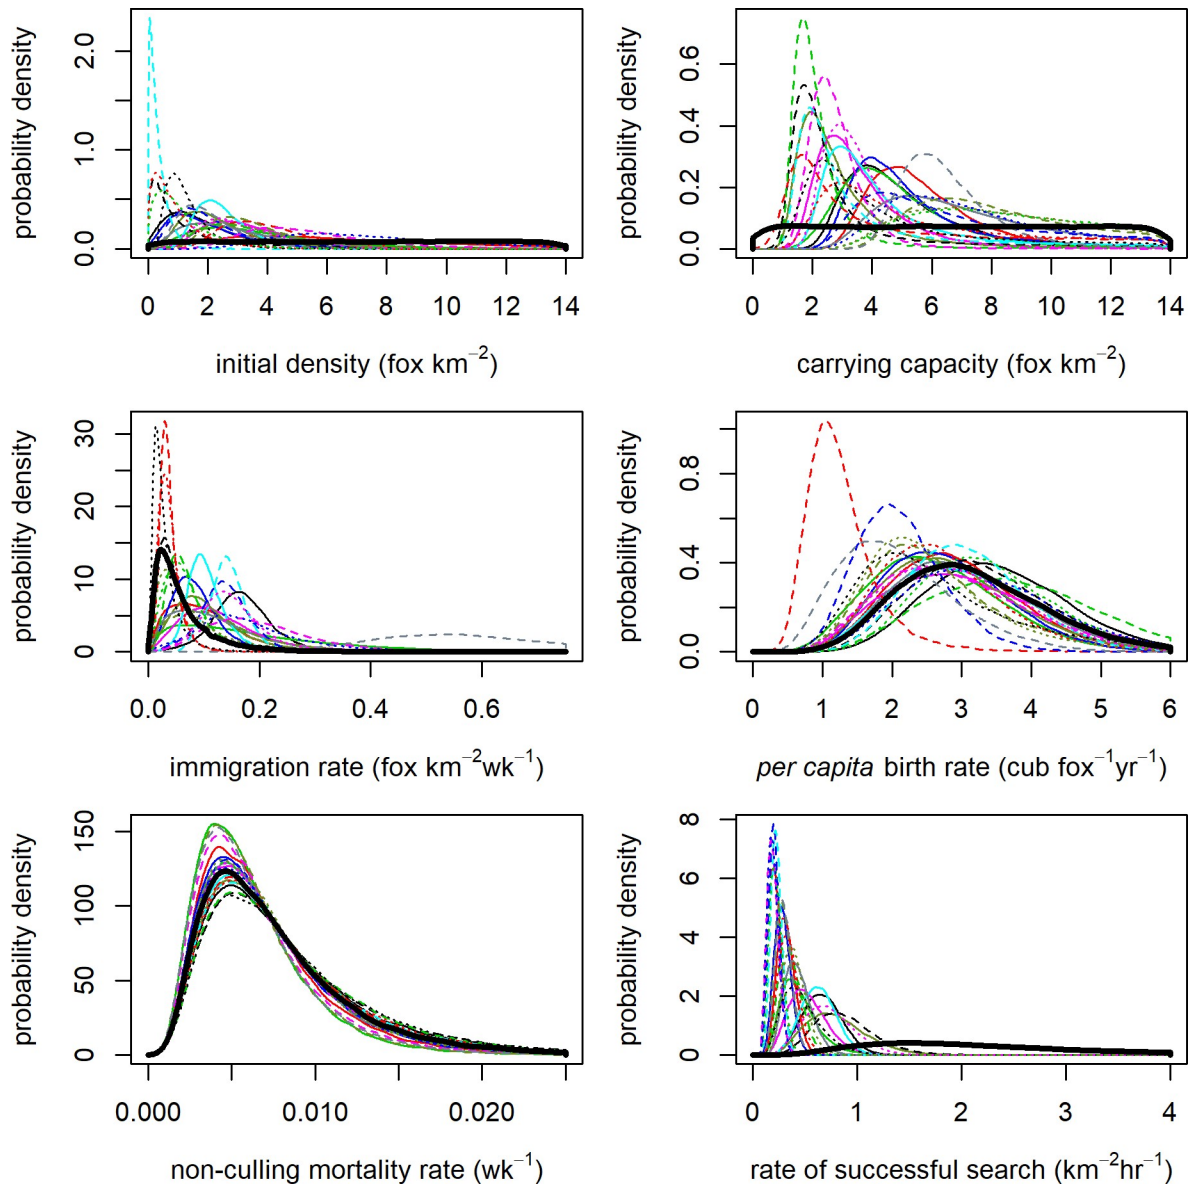 probability density
0.0 1.0 2.0
0 2 4 6 8 10 12 14
initial density (fox km⁻²)
probability density
0.0 0.2 0.4 0.6
0 2 4 6 8 10 12 14
carrying capacity (fox km⁻²)
probability density
0 10 20 30
0.0 0.2 0.4 0.6
immigration rate (fox km⁻²wk⁻¹)
probability density
0.0 0.4 0.8
0 1 2 3 4 5 6
per capita birth rate (cub fox⁻¹yr⁻¹)
probability density
0 50 100 150
0.000 0.010 0.020
non-culling mortality rate (wk⁻¹)
probability density
0 2 4 6 8
0 1 2 3 4
rate of successful search (km⁻²hr⁻¹)